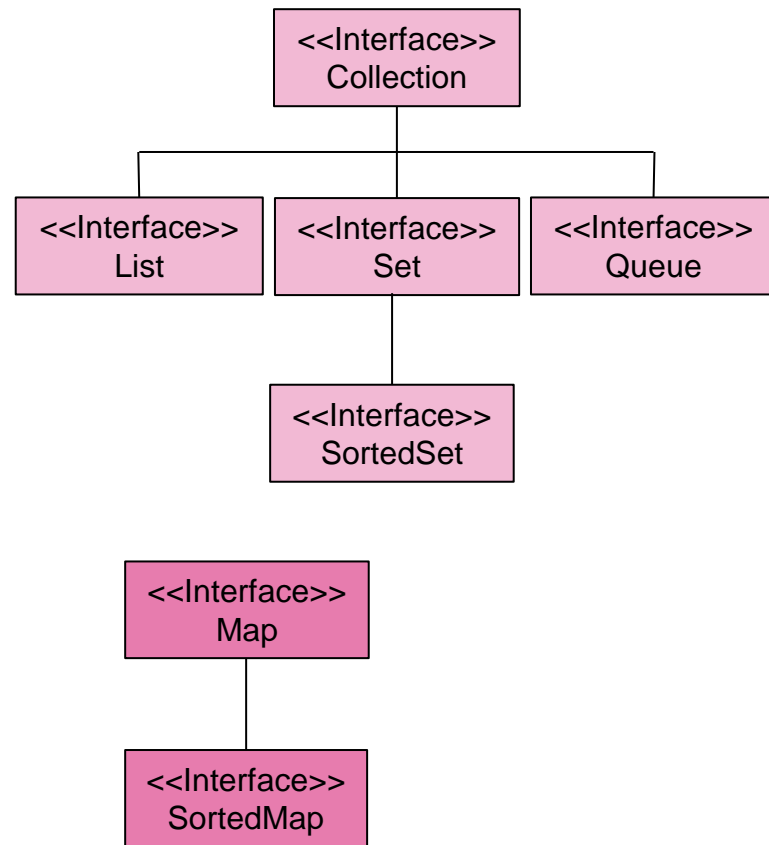 <<Interface>>
Collection
<<Interface>>
List
<<Interface>>
Set
<<Interface>>
Queue
<<Interface>>
SortedSet
<<Interface>>
Map
<<Interface>>
SortedMap